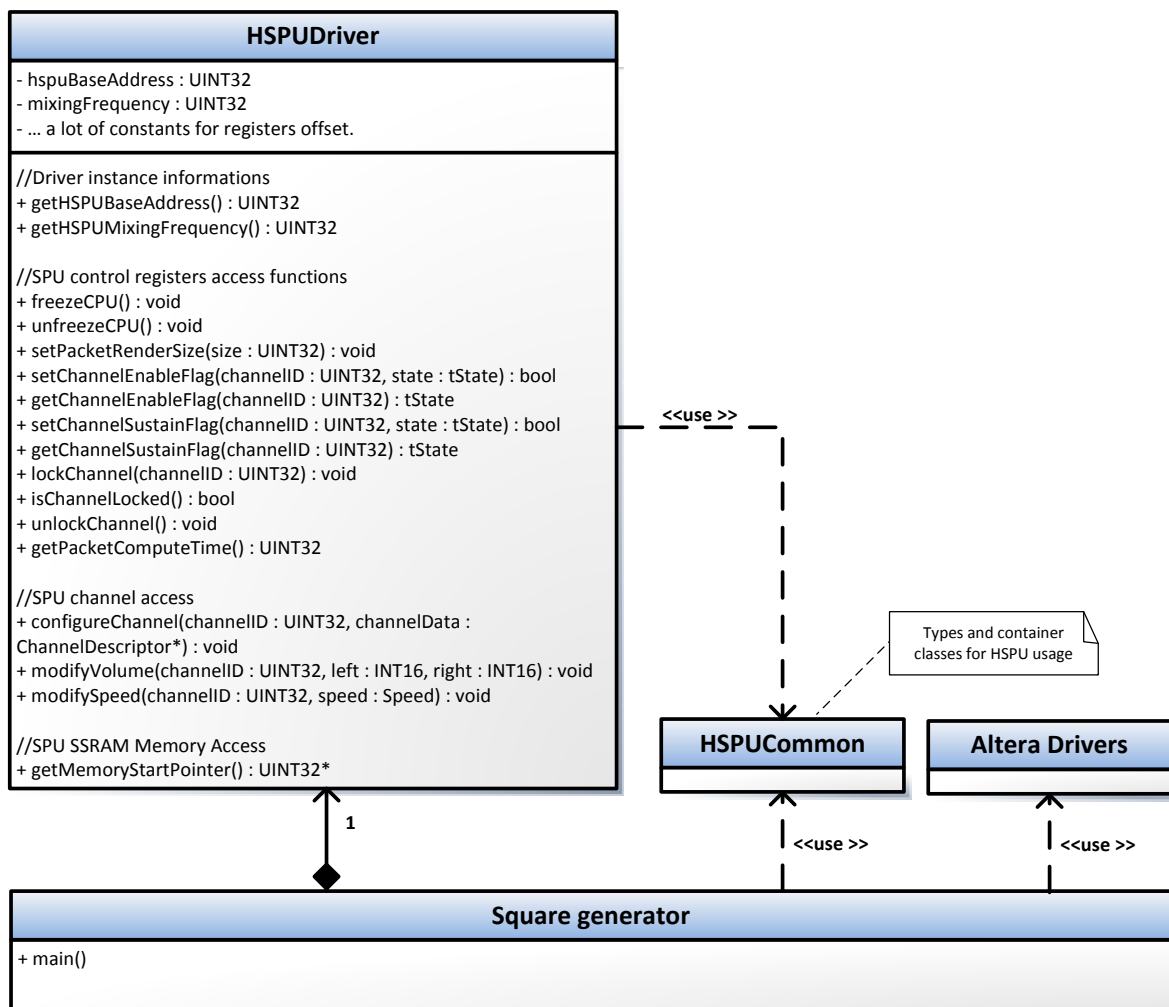 HSPUDriver
- hspuBaseAddress : UINT32
- mixingFrequency : UINT32
- ... a lot of constants for registers offset.
//Driver instance informations
+ getHSPUBaseAddress() : UINT32
+ getHSPUMixingFrequency() : UINT32
//SPU control registers access functions
+ freezeCPU() : void
+ unfreezeCPU() : void
+ setPacketRenderSize(size : UINT32) : void
+ setChannelEnableFlag(channelID : UINT32, state : tState) : bool
+ getChannelEnableFlag(channelID : UINT32) : tState
+ setChannelSustainFlag(channelID : UINT32, state : tState) : bool
+ getChannelSustainFlag(channelID : UINT32) : tState
+ lockChannel(channelID : UINT32) : void
+ isChannelLocked() : bool
+ unlockChannel() : void
+ getPacketComputeTime() : UINT32
//SPU channel access
+ configureChannel(channelID : UINT32, channelData :
ChannelDescriptor*) : void
+ modifyVolume(channelID : UINT32, left : INT16, right : INT16) : void
+ modifySpeed(channelID : UINT32, speed : Speed) : void
//SPU SSRAM Memory Access
+ getMemoryStartPointer() : UINT32*
<<use >>
Types and container
classes for HSPU usage
HSPUCommon
Altera Drivers
1
<<use >>
<<use >>
Square generator
+ main()